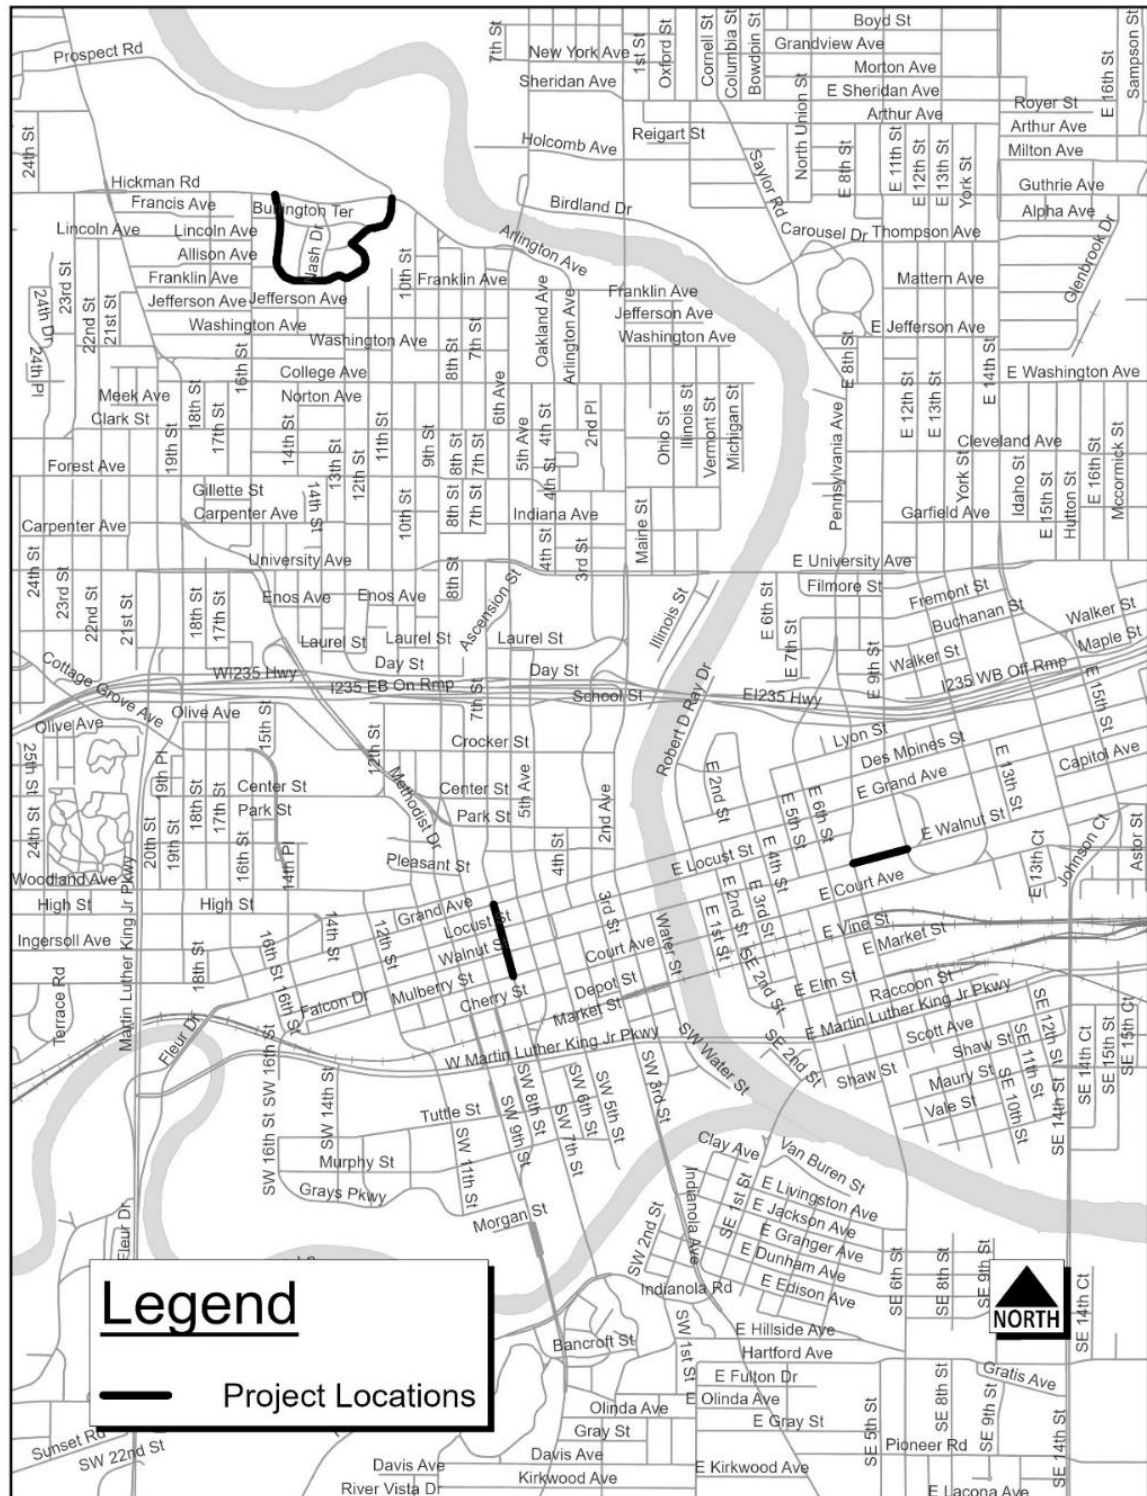 Prospect Rd
7th St
New York Ave
1st St
Oxford St
Cornell St
Columbia St
Bowdoin St
Boyd St
Grandview Ave
Morton Ave
E 16th St
Sampson St
Sheridan Ave
E Sheridan Ave
Arthur Ave
Royer St
Arthur Ave
24th St
Holcomb Ave
Reigart St
Saylor Rd
North Union St
E 8th St
E 11th St
E 12th St
E 13th St
York St
Milton Ave
Hickman Rd
Francis Ave
Burlington Ter
Birdland Dr
Guthrie Ave
Alpha Ave
Lincoln Ave
Lincoln Ave
Nash Dr
Arlington Ave
Carousel Dr
Thompson Ave
Glenbrook Dr
Allison Ave
Franklin Ave
10th St
Franklin Ave
Mattern Ave
24th Dr
23rd St
22nd St
21st St
Jefferson Ave
Jefferson Ave
Oakland Ave
Arlington Ave
Franklin Ave
Jefferson Ave
Washington Ave
Washington Ave
Washington Ave
E Jefferson Ave
24th Pl
16th St
College Ave
8th St
7th St
6th Ave
E 8th St
E 14th St
E Washington Ave
Meek Ave
Norton Ave
Clark St
19th St
18th St
17th St
14th St
13th St
12th St
11th St
9th St
8th St
7th St
5th Ave
4th St
4th St
2nd Pl
Ohio St
Illinois St
Vermont St
Michigan St
Pennsylvania Ave
E 12th St
E 13th St
Cleveland Ave
Forest Ave
Gillette St
Carpenter Ave
Carpenter Ave
14th St
10th St
8th St
7th St
Indiana Ave
Maine St
Garfield Ave
York St
Idaho St
E 15th St
Hutton St
E 16th St
Mccormick St
University Ave
4th St
3rd St
E University Ave
24th St
23rd St
22nd St
21st St
18th St
17th St
Enos Ave
Enos Ave
8th St
Ascension St
Illinois St
E 6th St
Filmore St
Fremont St
Buchanan St
Walker St
Maple St
Laurel St
Laurel St
Laurel St
E 7th St
E 9th St
Walker St
Cottage Grove Ave
WI235 Hwy
Day St
Day St
I235 EB On Rmp
7th St
School St
Robert D Ray Dr
EI235 Hwy
I235 WB Off Rmp
E 15th St
Olive Ave
Olive Ave
15th St
12th St
Crocker St
Lyon St
Des Moines St
E Grand Ave
Capitol Ave
25th St
24th St
19th Pl
Center St
Park St
Methodist Dr
Center St
Park St
5th Ave
2nd Ave
E 2nd St
E 5th St
E 6th St
E 13th St
20th St
19th St
18th St
17th St
16th St
14th Pl
Pleasant St
4th St
E Locust St
E 4th St
E Walnut St
E 13th Ct
Johnson Ct
Astor St
Woodland Ave
High St
High St
Grand Ave
Locust St
Walnut S
3rd St
E 1st St
E 2nd St
E 3rd St
E Court Ave
E Vine St
E Market St
Ingersoll Ave
Martin Luther King Jr Pkwy
18th St
16th St
16th St
14th St
12th St
Court Ave
Water St
SE 2nd St
E Elm St
Raccoon St
Terrace Rd
Falcon Dr
Mulberry St
Cherry St
Depot St
Market St
E Martin Luther King Jr Pkwy
Fleur Dr
W Martin Luther King Jr Pkwy
SW Water St
SE 2nd St
Scott Ave
Shaw St
Shaw St
Maury St
Vale St
SE 12th St
SE 11th St
SE 10th St
SE 14th St
SE 14th Ct
SE 15th St
SE 15th Ct
SW 16th St
SW 16th St
SW 14th St
Tuttle St
SW 11th St
SW 9th St
SW 8th St
SW 7th St
SW 6th St
SW 5th St
SW 3rd St
Murphy St
Grays Pkwy
Clay Ave
Van Buren St
Morgan St
SW 2nd St
Indianola Ave
SE 1st St
E Livingston Ave
E Jackson Ave
E Granger Ave
E Dunham Ave
E Edison Ave
Fleur Dr
Indianola Rd
SE 6th St
SE 8th St
SE 9th St
SE 14th Ct
NORTH
Legend
Project Locations
Bancroft St
SW 1st St
E Hillside Ave
Hartford Ave
E Fulton Dr
Gratis Ave
Olinda Ave
E Olinda Ave
E Gray St
Gray St
SE 5th St
SE 8th St
SE 9th St
SE 14th St
Sunset Rd
SW 22nd St
Davis Ave
Davis Ave
Pioneer Rd
River Vista Dr
Kirkwood Ave
E Kirkwood Ave
E Lacona Ave